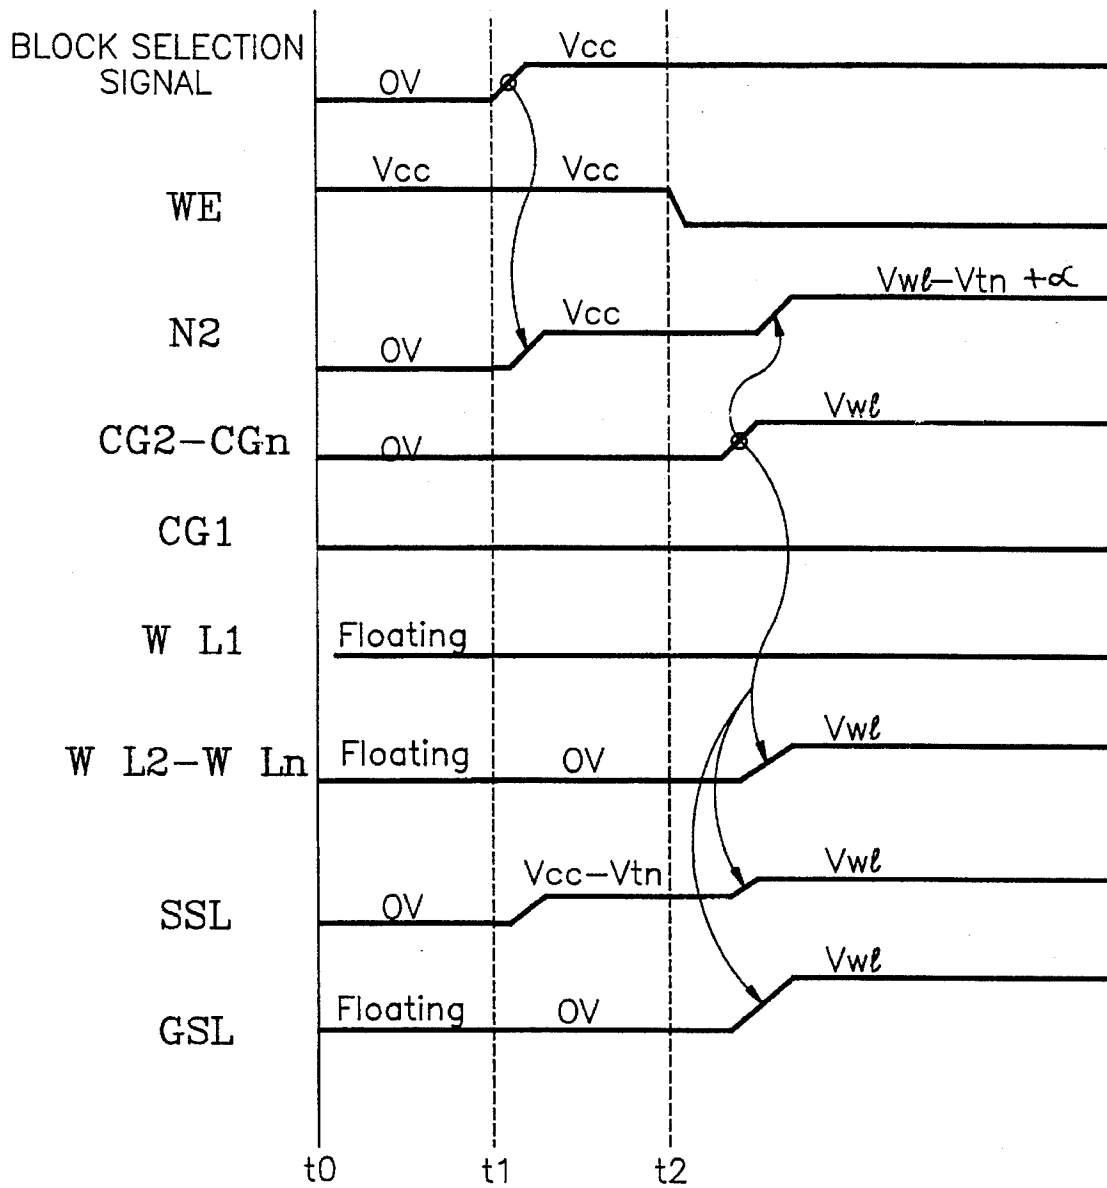 BLOCK SELECTION SIGNAL
0V Vcc
WE
Vcc Vcc
N2
0V Vcc Vwℓ-Vtn +α
CG2-CGn
0V Vwℓ
CG1
W L1
Floating
W L2-W Ln
Floating 0V Vwℓ
SSL
0V Vcc-Vtn Vwℓ
GSL
Floating 0V Vwℓ
t0 t1 t2